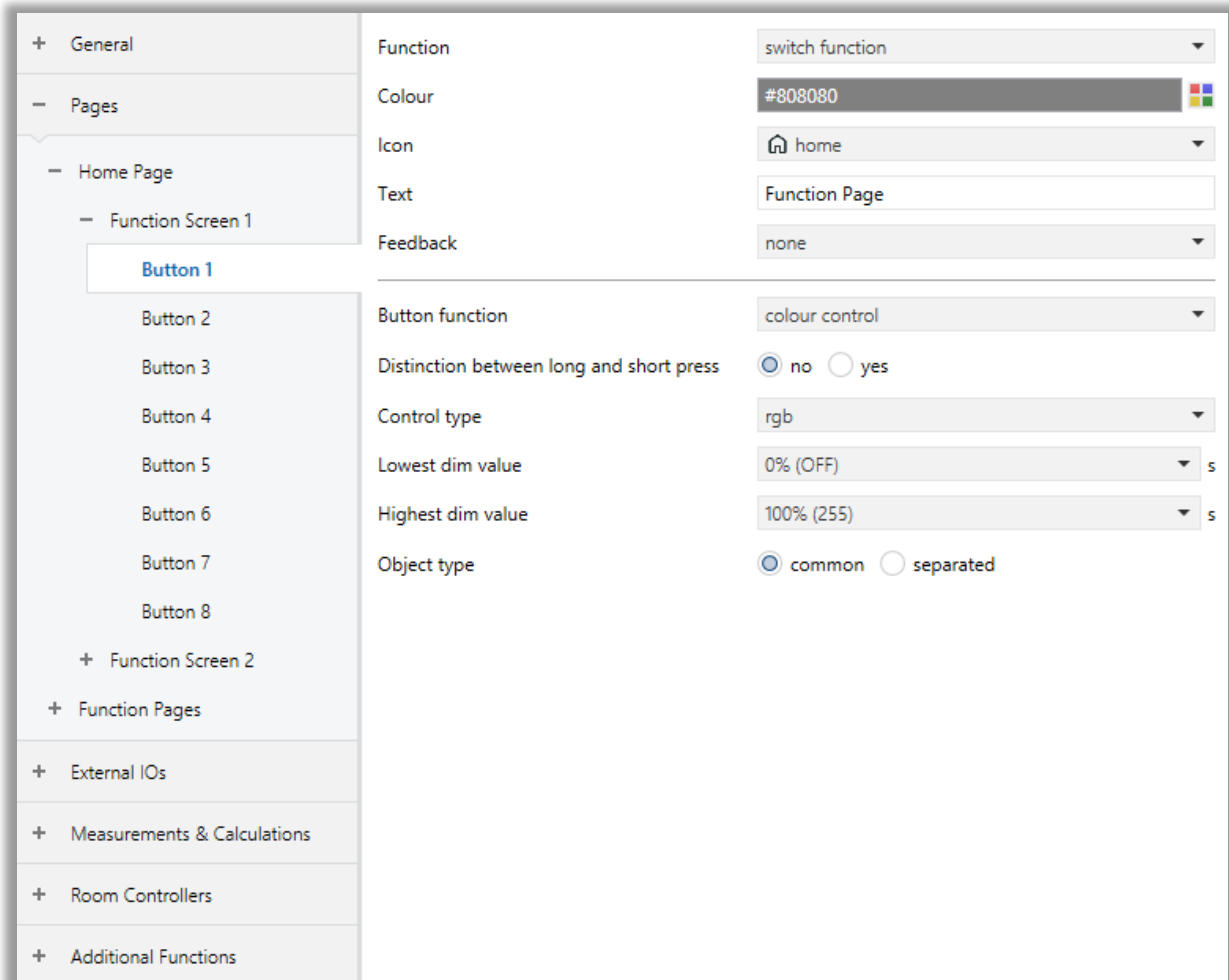 General
Pages
Home Page
Function Screen 1
Button 1
Button 2
Button 3
Button 4
Button 5
Button 6
Button 7
Button 8
Function Screen 2
Function Pages
External IOs
Measurements & Calculations
Room Controllers
Additional Functions
Function switch function
Colour #808080
Icon home
Text Function Page
Feedback none
Button function colour control
Distinction between long and short press no yes
Control type rgb
Lowest dim value 0% (OFF) s
Highest dim value 100% (255) s
Object type common separated